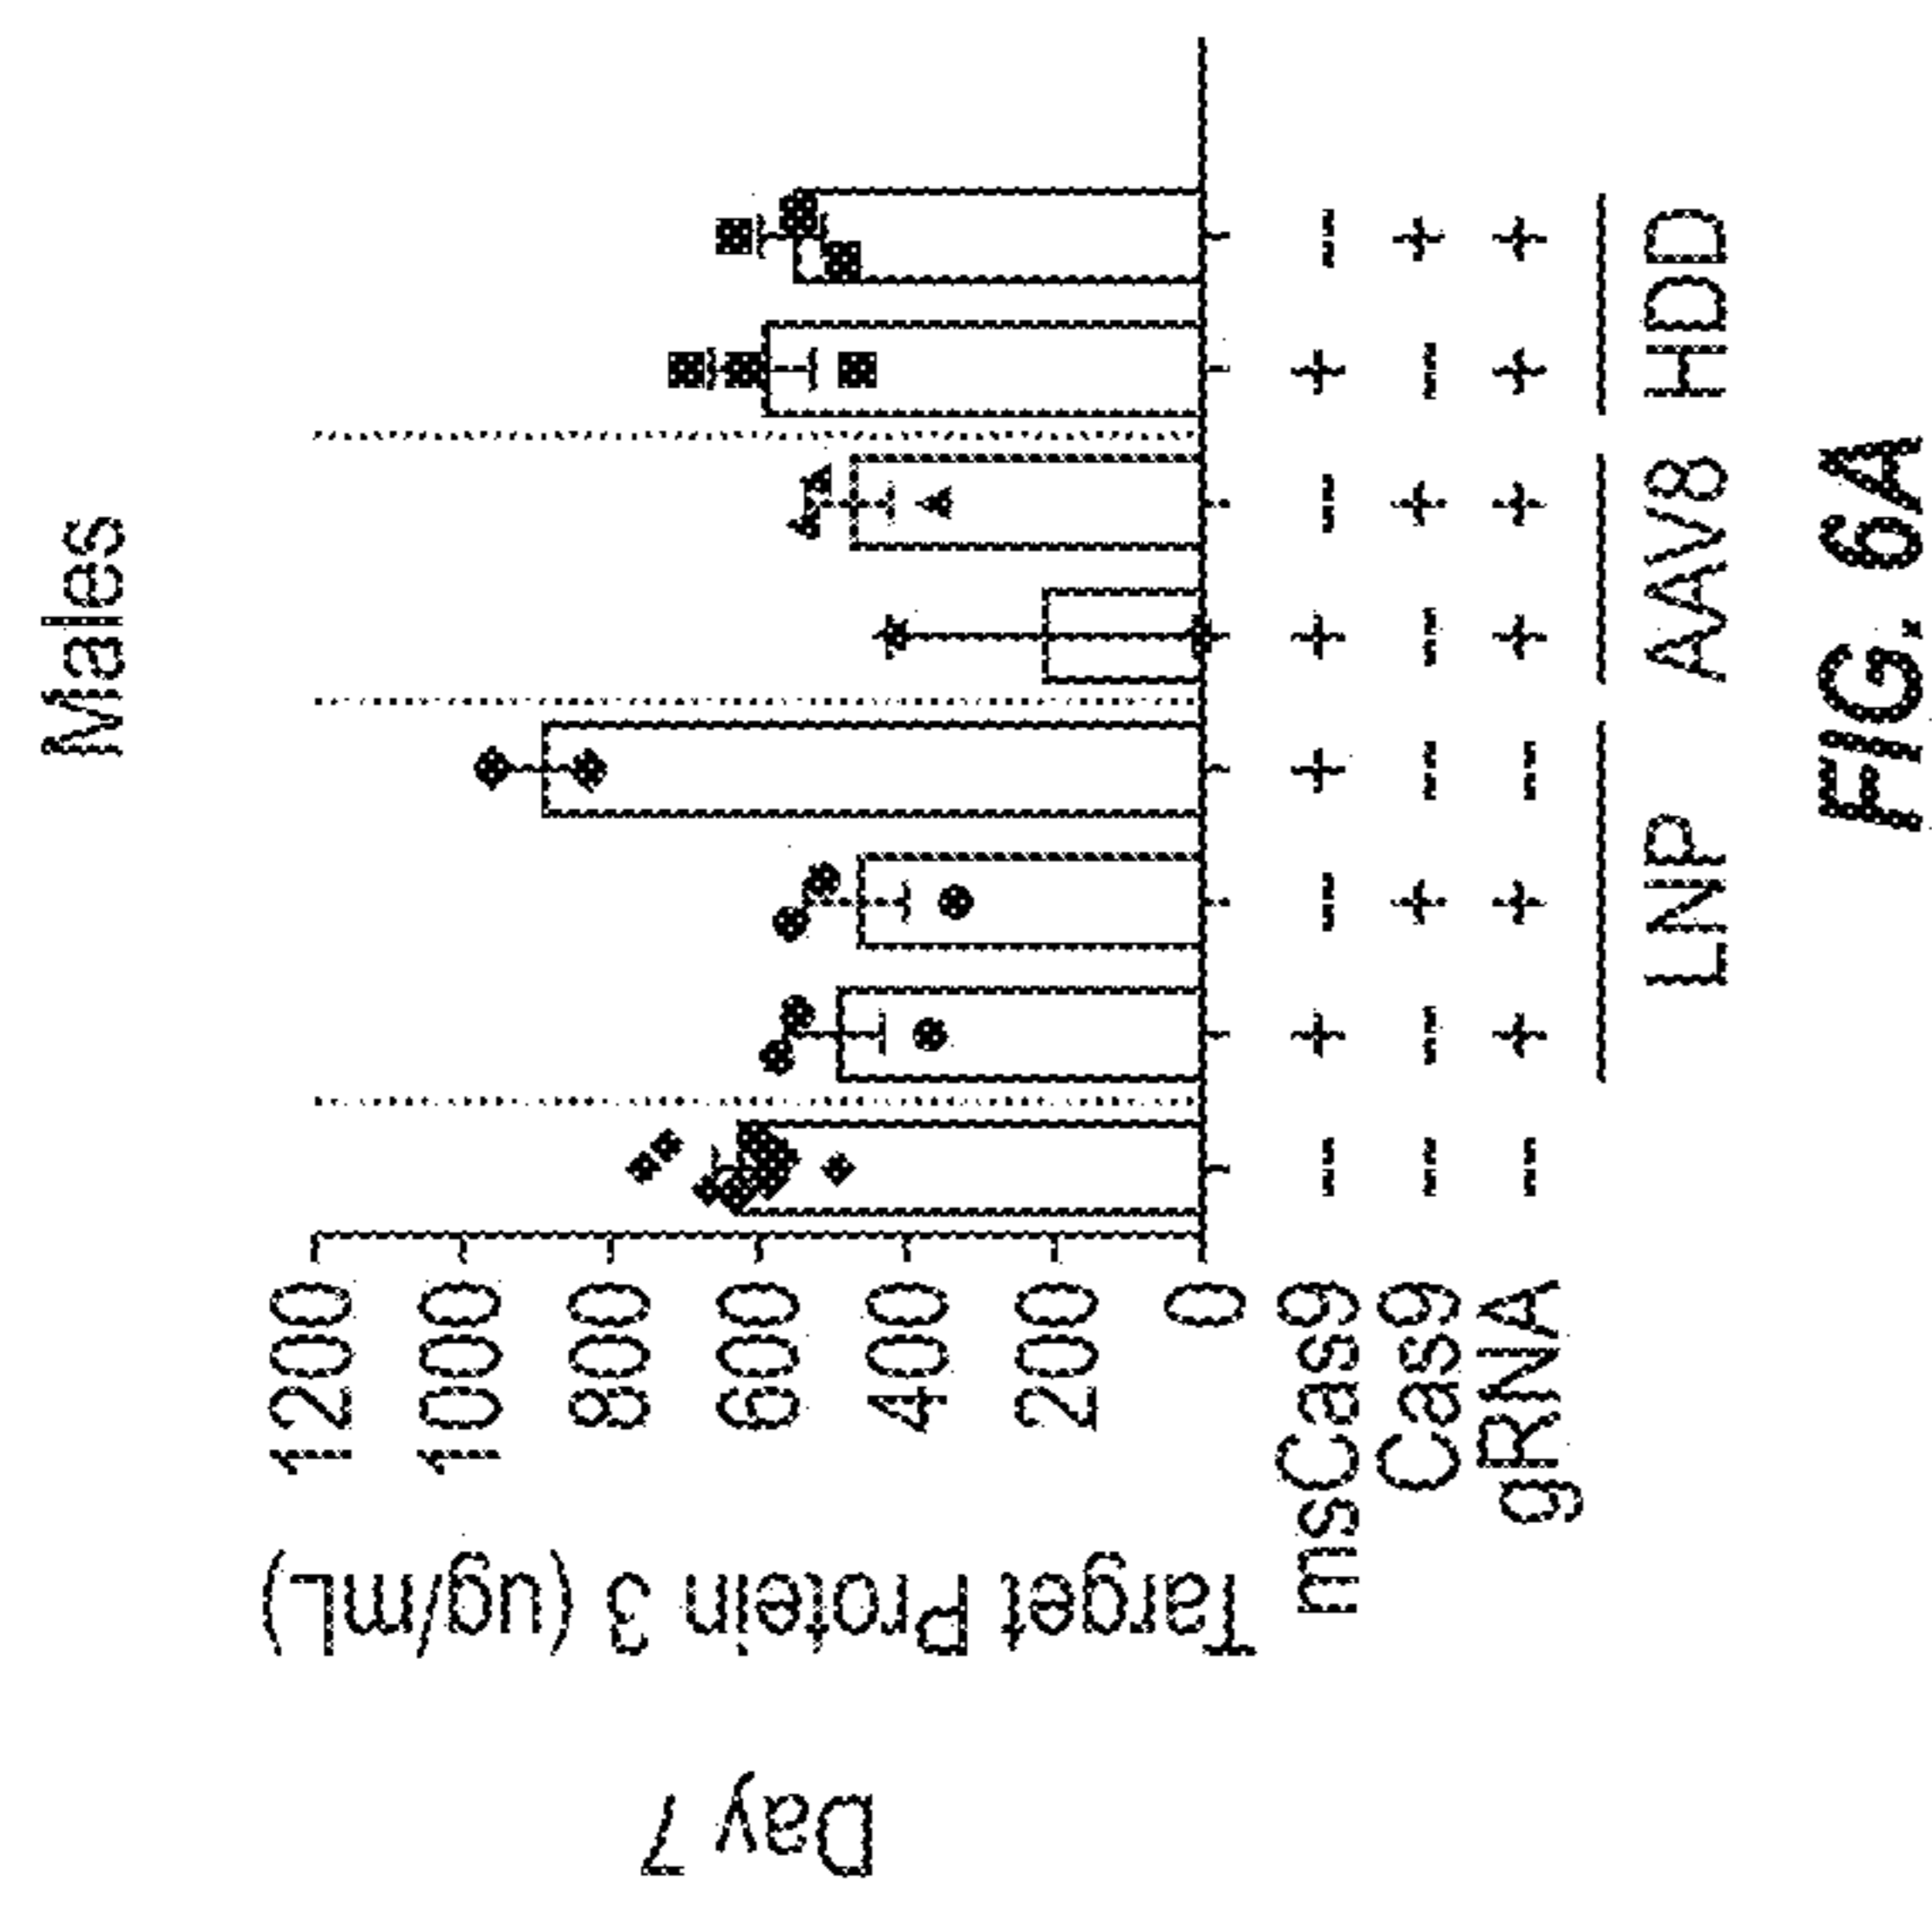 Males
Day 7
Target Protein 3 (ug/mL)
1200
1000
800
600
400
200
0
msCas9 – + – + + – + –
Cas9 – – + – – + – +
gRNA – + + – + + + +
LNP AAV8 HDD
FIG. 6A